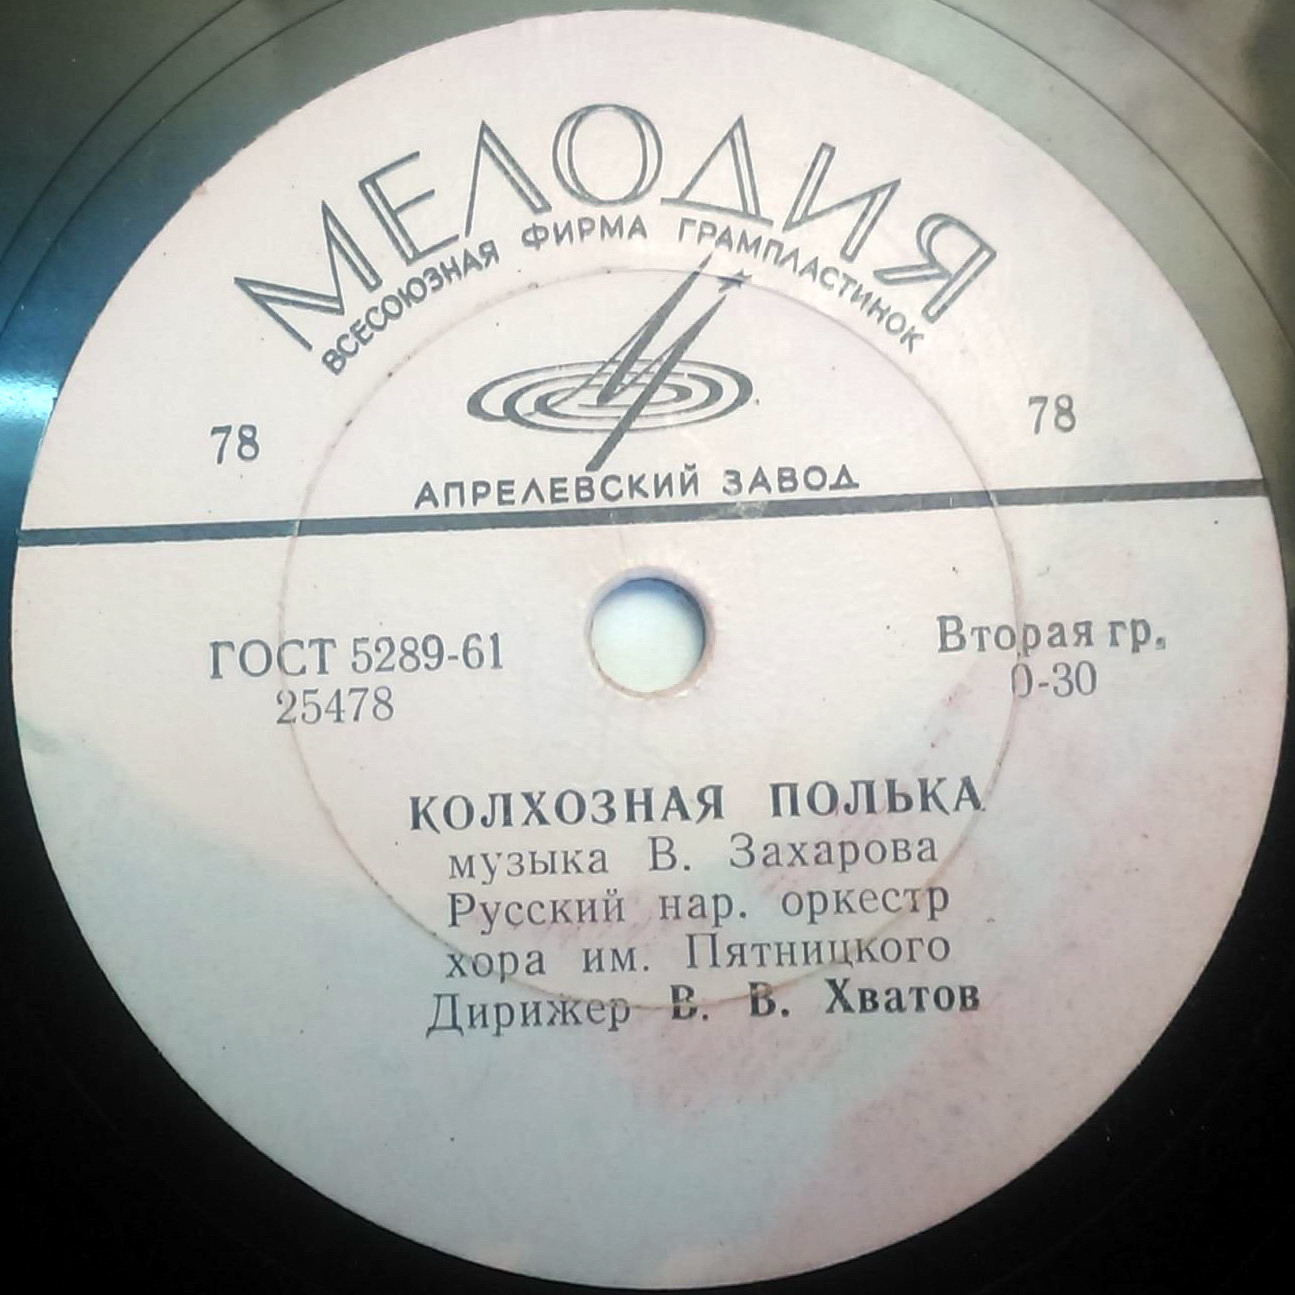 МЕЛОДИЯ
ВСЕСОЮЗНАЯ ФИРМА ГРАМПЛАСТИНОК
78
78
АПРЕЛЕВСКИЙ ЗАВОД
ГОСТ 5289-61
Вторая гр.
25478
0-30
КОЛХОЗНАЯ ПОЛЬКА
музыка В. Захарова
Русский нар. оркестр
хора им. Пятницкого
Дирижер В. В. Хватов